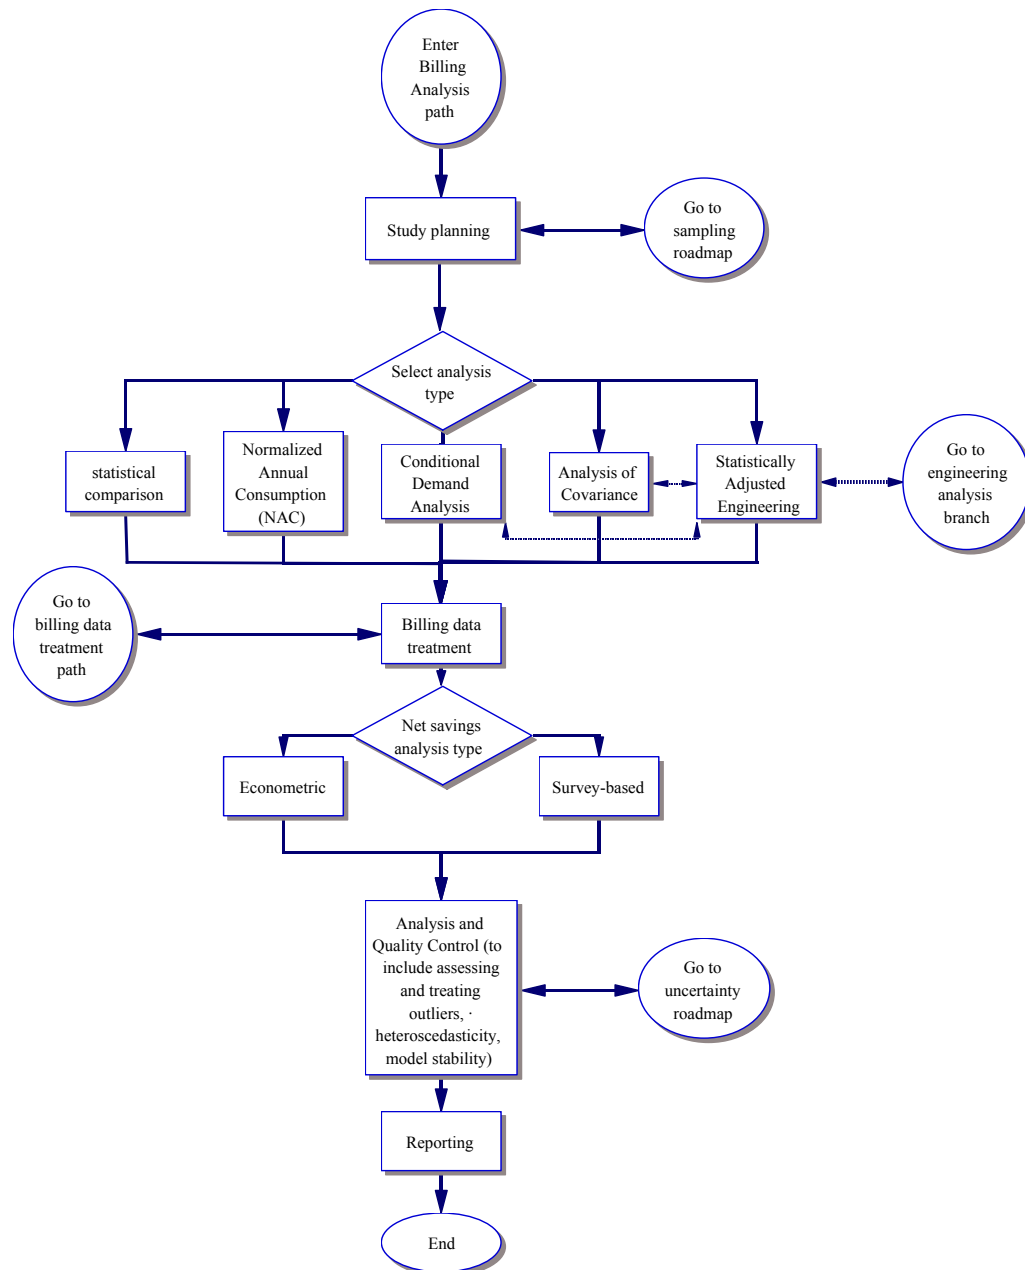 Enter
Billing
Analysis
path
Study planning
Go to
sampling
roadmap
Select analysis
type
statistical
comparison
Normalized
Annual
Consumption
(NAC)
Conditional
Demand
Analysis
Analysis of
Covariance
Statistically
Adjusted
Engineering
Go to
engineering
analysis
branch
Go to
billing data
treatment
path
Billing data
treatment
Net savings
analysis type
Econometric
Survey-based
Analysis and
Quality Control (to
include assessing
and treating
outliers, ·
heteroscedasticity,
model stability)
Go to
uncertainty
roadmap
Reporting
End